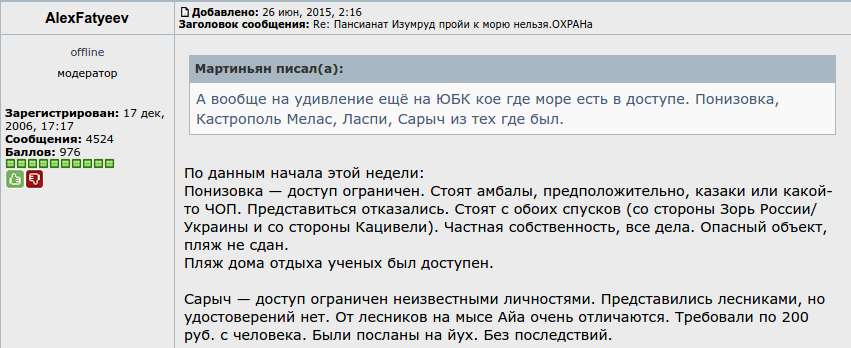 AlexFatyeev
Добавлено: 26 июн, 2015, 2:16
Заголовок сообщения: Re: Пансианат Изумруд пройи к морю нельзя.ОХРАНа
offline
модератор
Зарегистрирован: 17 дек,
2006, 17:17
Сообщения: 4524
Баллов: 976
Мартиньян писал(а):
А вообще на удивление ещё на ЮБК кое где море есть в доступе. Понизовка,
Кастрополь Мелас, Ласпи, Сарыч из тех где был.
По данным начала этой недели:
Понизовка — доступ ограничен. Стоят амбалы, предположительно, казаки или какой-
то ЧОП. Представиться отказались. Стоят с обоих спусков (со стороны Зорь России/
Украины и со стороны Кацивели). Частная собственность, все дела. Опасный объект,
пляж не сдан.
Пляж дома отдыха ученых был доступен.
Сарыч — доступ ограничен неизвестными личностями. Представились лесниками, но
удостоверений нет. От лесников на мысе Айа очень отличаются. Требовали по 200
руб. с человека. Были посланы на йух. Без последствий.